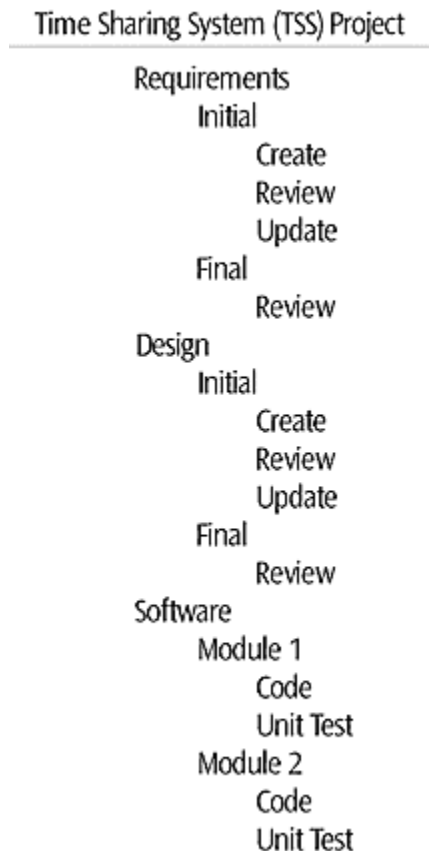 Time Sharing System (TSS) Project
Requirements
Initial
Create
Review
Update
Final
Review
Design
Initial
Create
Review
Update
Final
Review
Software
Module 1
Code
Unit Test
Module 2
Code
Unit Test